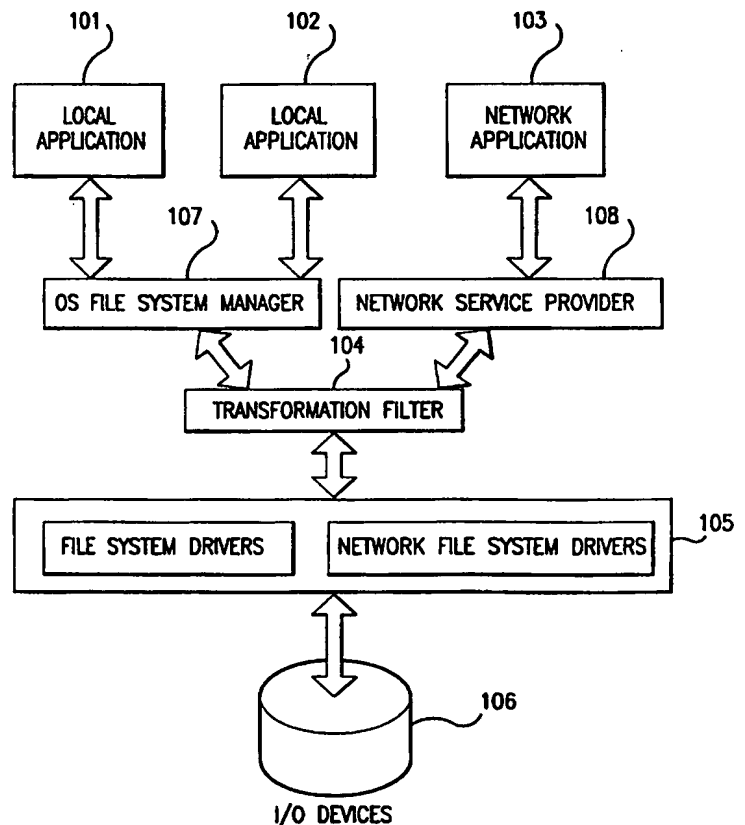 101
102
103
LOCAL
APPLICATION
LOCAL
APPLICATION
NETWORK
APPLICATION
107
108
OS FILE SYSTEM MANAGER
NETWORK SERVICE PROVIDER
104
TRANSFORMATION FILTER
FILE SYSTEM DRIVERS
NETWORK FILE SYSTEM DRIVERS
105
106
I/O DEVICES